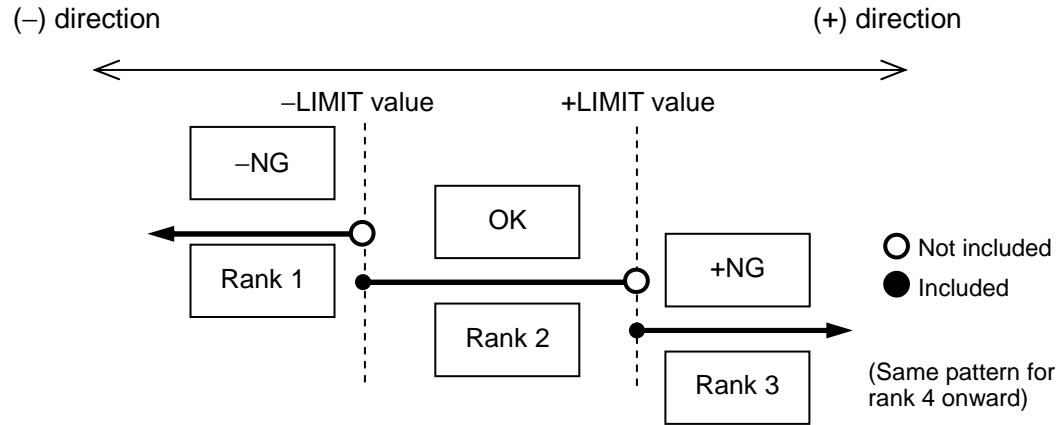 (−) direction
(+) direction
−LIMIT value
+LIMIT value
−NG
OK
+NG
Rank 1
Rank 2
Rank 3
Not included
Included
(Same pattern for
rank 4 onward)